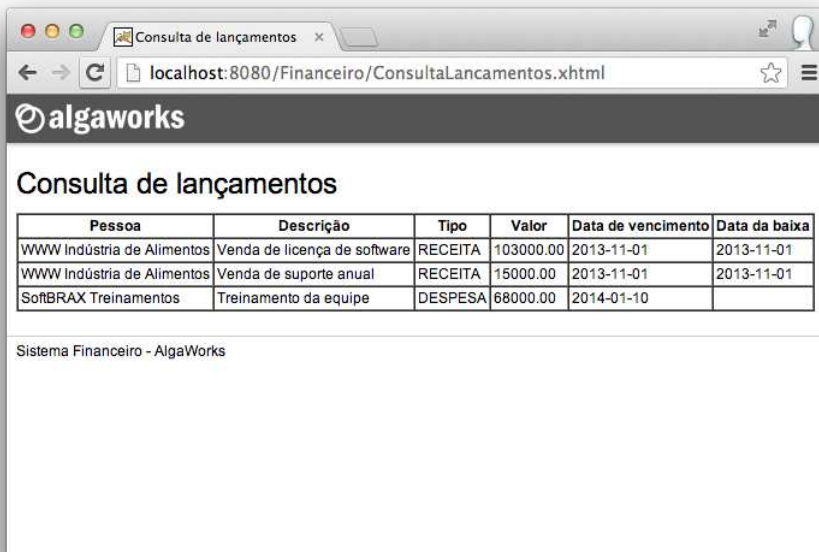 Consulta de lançamentos
localhost:8080/Financeiro/ConsultaLancamentos.xhtml
algaworks
Consulta de lançamentos
Pessoa Descrição Tipo Valor Data de vencimento Data da baixa
WWW Indústria de Alimentos Venda de licença de software RECEITA 103000.00 2013-11-01 2013-11-01
WWW Indústria de Alimentos Venda de suporte anual RECEITA 15000.00 2013-11-01 2013-11-01
SoftBRAX Treinamentos Treinamento da equipe DESPESA 68000.00 2014-01-10
Sistema Financeiro - AlgaWorks